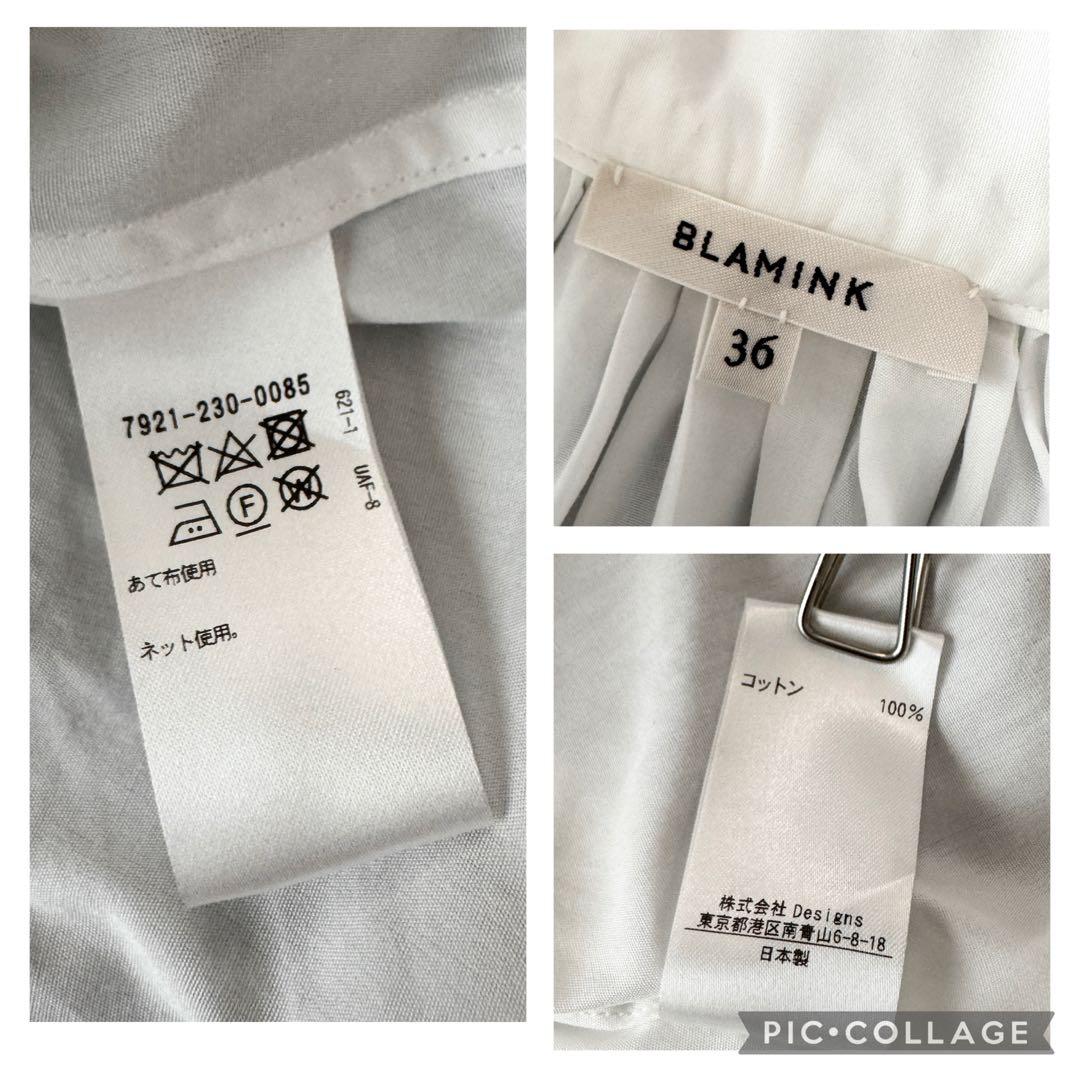 7921-230-0085
621-1
UAF-8
F
W
あて布使用
ネット使用。
BLAMINK
36
コットン
100%
株式会社 Designs
東京都港区南青山6-8-18
日本製
PIC•COLLAGE